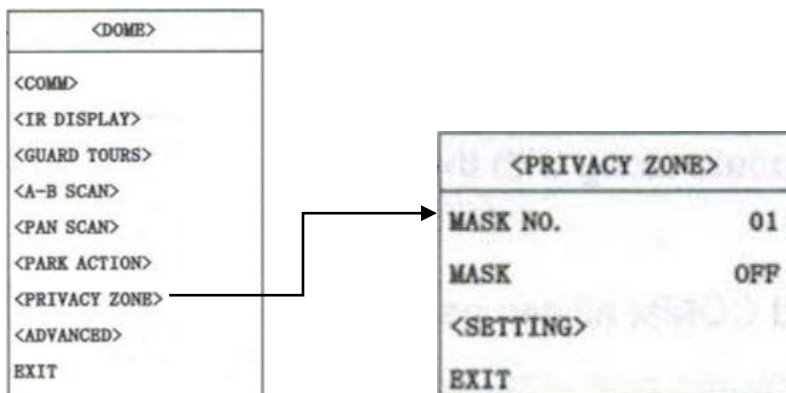 <DOME>
<COMM>
<IR DISPLAY>
<GUARD TOURS>
<A-B SCAN>
<PAN SCAN>
<PARK ACTION>
<PRIVACY ZONE>
<ADVANCED>
EXIT
<PRIVACY ZONE>
MASK NO. 01
MASK OFF
<SETTING>
EXIT